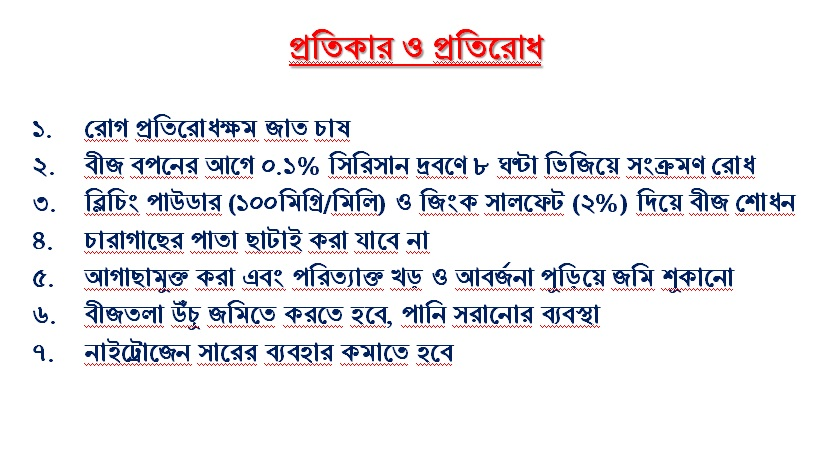 প্রতিকার ও প্রতিরোধ
১. রোগ প্রতিরোধক্ষম জাত চাষ
২. বীজ বপনের আগে ০.১% সিরিসান দ্রবণে ৮ ঘন্টা ভিজিয়ে সংক্রমণ রোধ
৩. ব্লিচিং পাউডার (১০০মিগ্রি/মিলি) ও জিংক সালফেট (২%) দিয়ে বীজ শোধন
৪. চারাগাছের পাতা ছাটাই করা যাবে না
৫. আগাছামুক্ত করা এবং পরিত্যাক্ত খড় ও আবর্জনা পুড়িয়ে জমি শুকানো
৬. বীজতলা উঁচু জমিতে করতে হবে, পানি সরানোর ব্যবস্থা
৭. নাইট্রোজেন সারের ব্যবহার কমাতে হবে